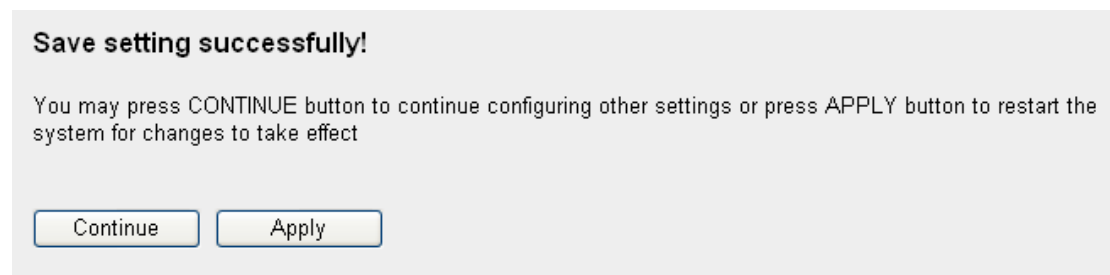 Save setting successfully!
You may press CONTINUE button to continue configuring other settings or press APPLY button to restart the
system for changes to take effect
Continue
Apply